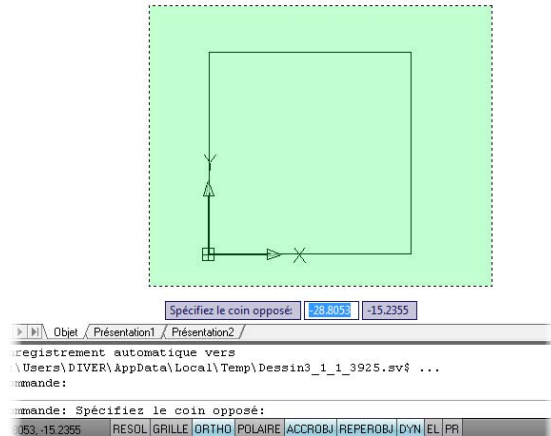 Y
X
Spécifiez le coin opposé: -28.8053 -15.2355
Objet Présentation1 Présentation2
nregistrement automatique vers
:\Users\DIVER\AppData\Local\Temp\Dessin3_1_1_3925.sv$ ...
mmande:
mmande: Spécifiez le coin opposé:
8053, -15.2355 RESOL GRILLE ORTHO POLAIRE ACCROBJ REPEROBJ DYN EL PR